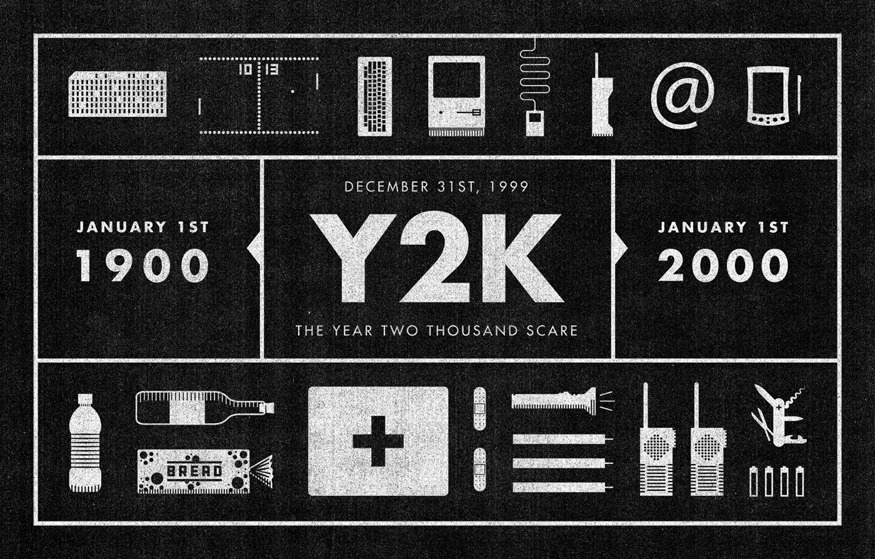 10 13
@
DECEMBER 31ST, 1999
JANUARY 1ST
1900
Y2K
JANUARY 1ST
2000
THE YEAR TWO THOUSAND SCARE
BREAD